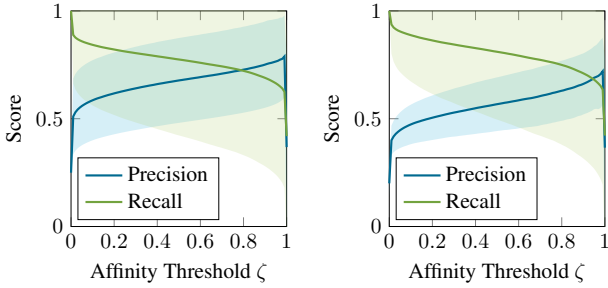 1
0.5
0
Score
Precision
Recall
0 0.2 0.4 0.6 0.8 1
Affinity Threshold ζ
1
0.5
0
Score
Precision
Recall
0 0.2 0.4 0.6 0.8 1
Affinity Threshold ζ